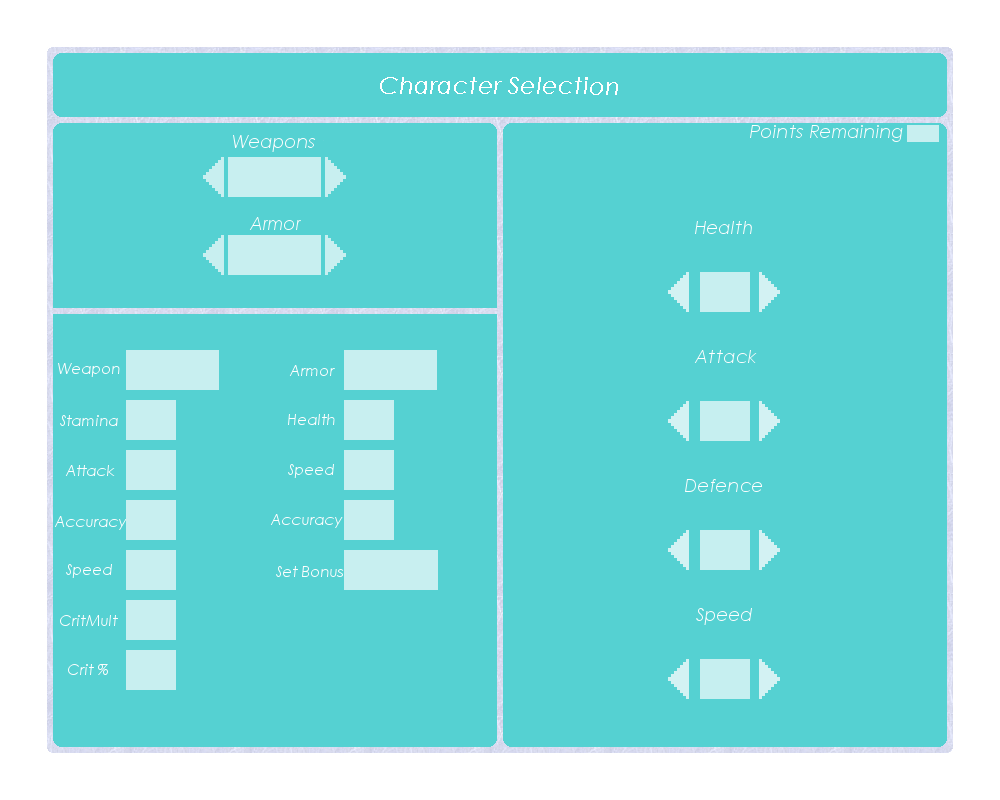 Character Selection
Weapons
Armor
Weapon
Stamina
Attack
Accuracy
Speed
CritMult
Crit %
Armor
Health
Speed
Accuracy
Set Bonus
Points Remaining
Health
Attack
Defence
Speed